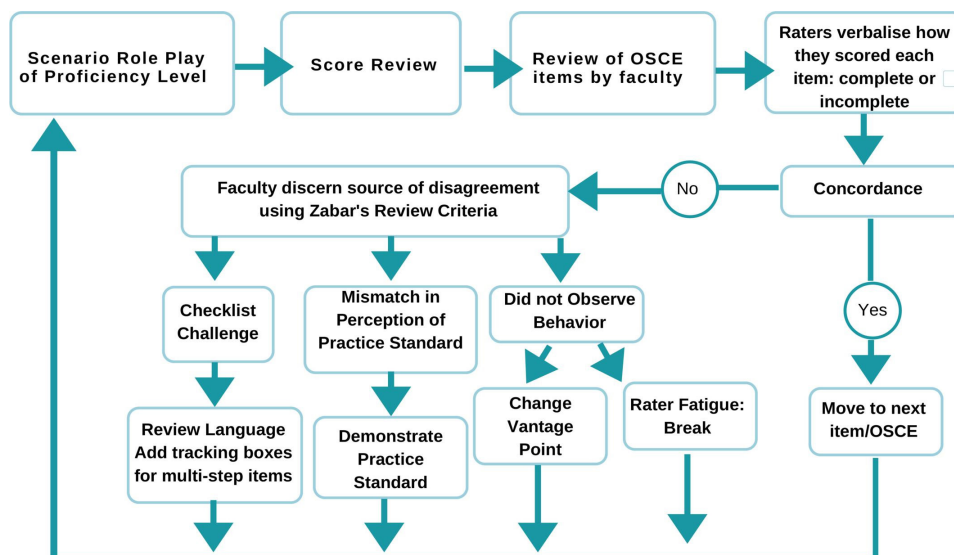 Scenario Role Play
of Proficiency Level
Score Review
Review of OSCE
items by faculty
Raters verbalise how
they scored each
item: complete or
incomplete
Faculty discern source of disagreement
using Zabar's Review Criteria
No
Concordance
Checklist
Challenge
Mismatch in
Perception of
Practice Standard
Did not Observe
Behavior
Yes
Review Language
Add tracking boxes
for multi-step items
Demonstrate
Practice
Standard
Change
Vantage
Point
Rater Fatigue:
Break
Move to next
item/OSCE